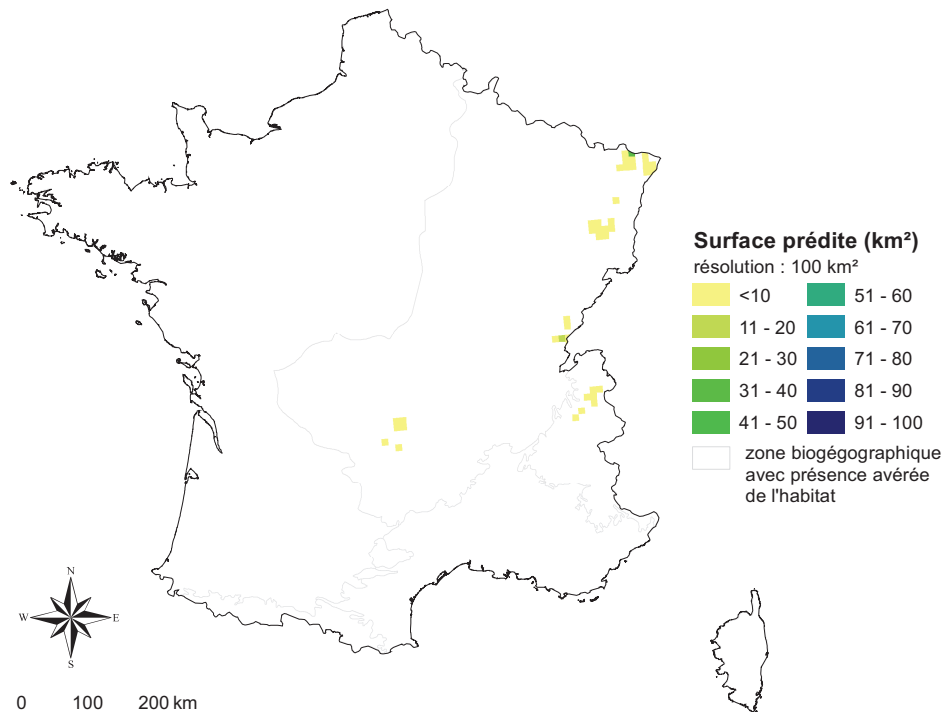 Surface prédite (km²)
résolution : 100 km²
<10
51 - 60
11 - 20
61 - 70
21 - 30
71 - 80
31 - 40
81 - 90
41 - 50
91 - 100
zone biogégographique
avec présence avérée
de l'habitat
N
W
E
S
0 100 200 km